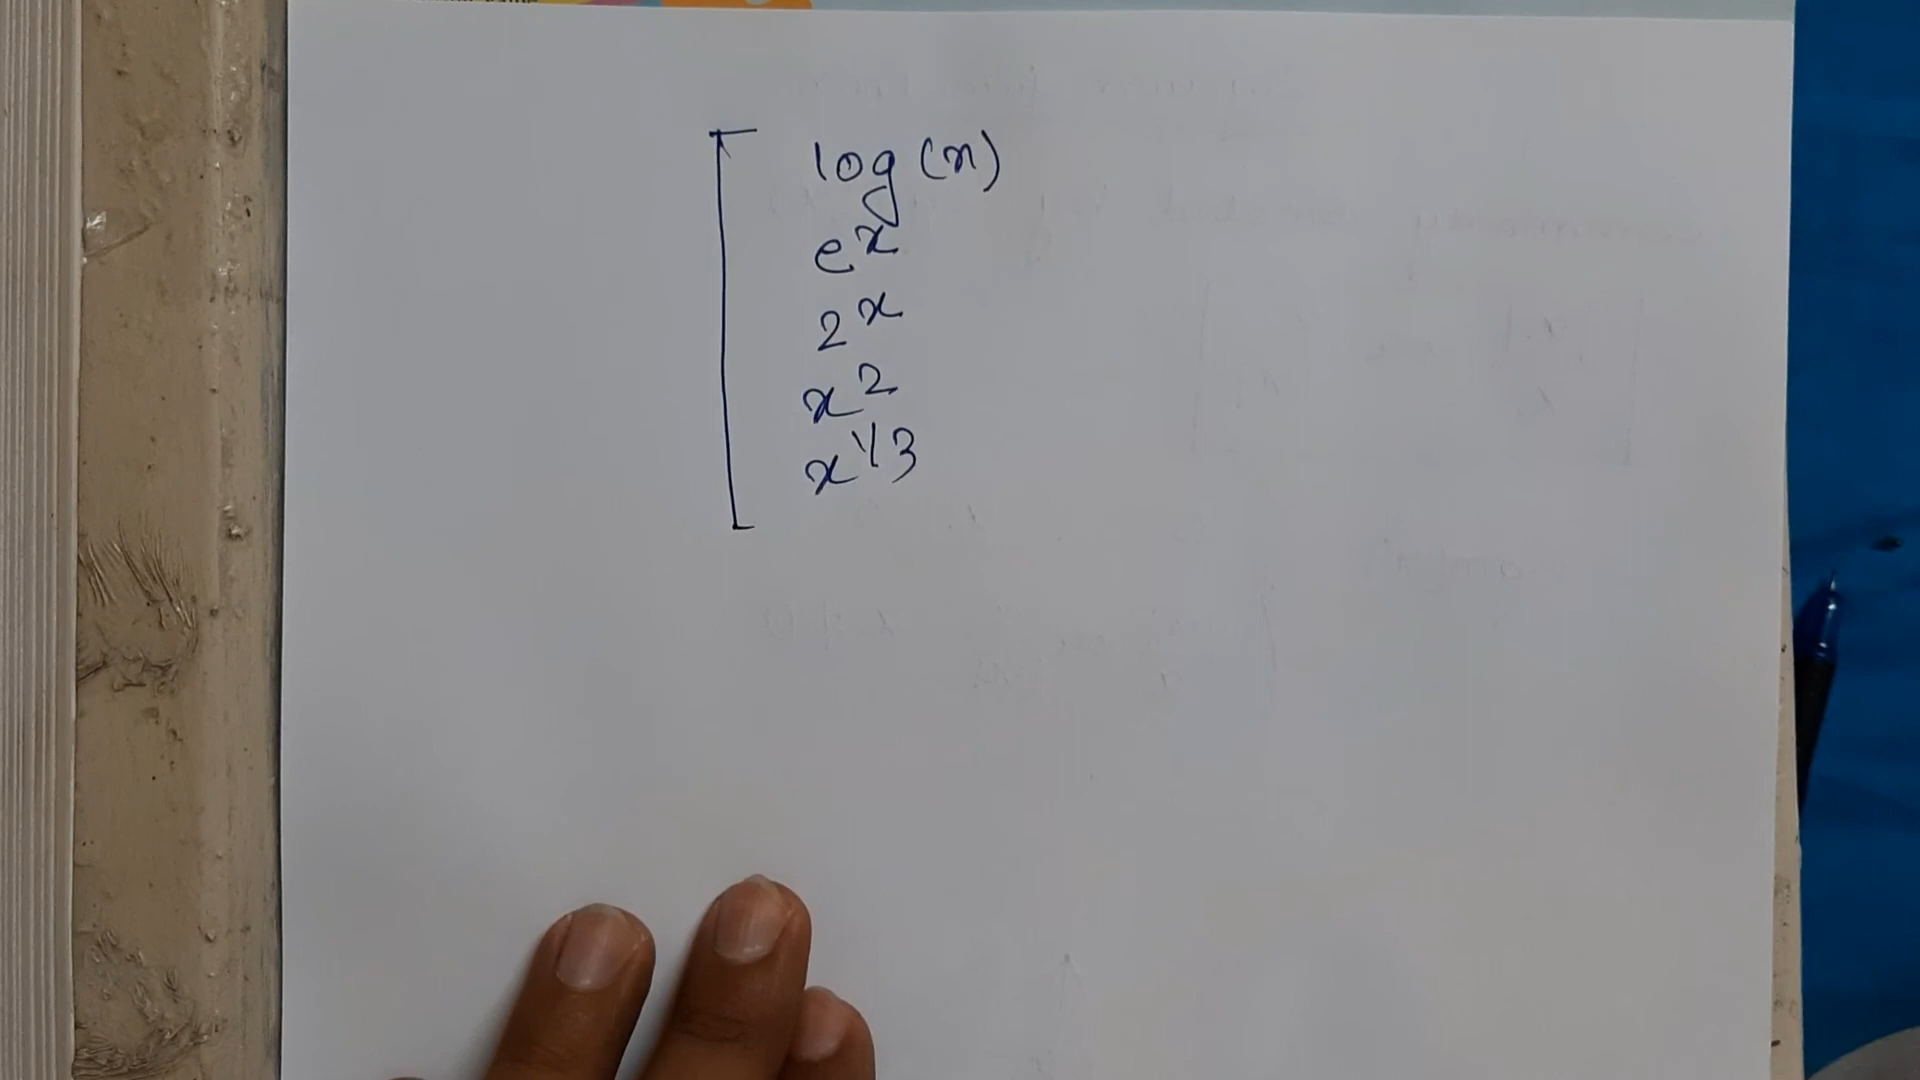 log(x)
e^x
2^x
x^2
x^1/3